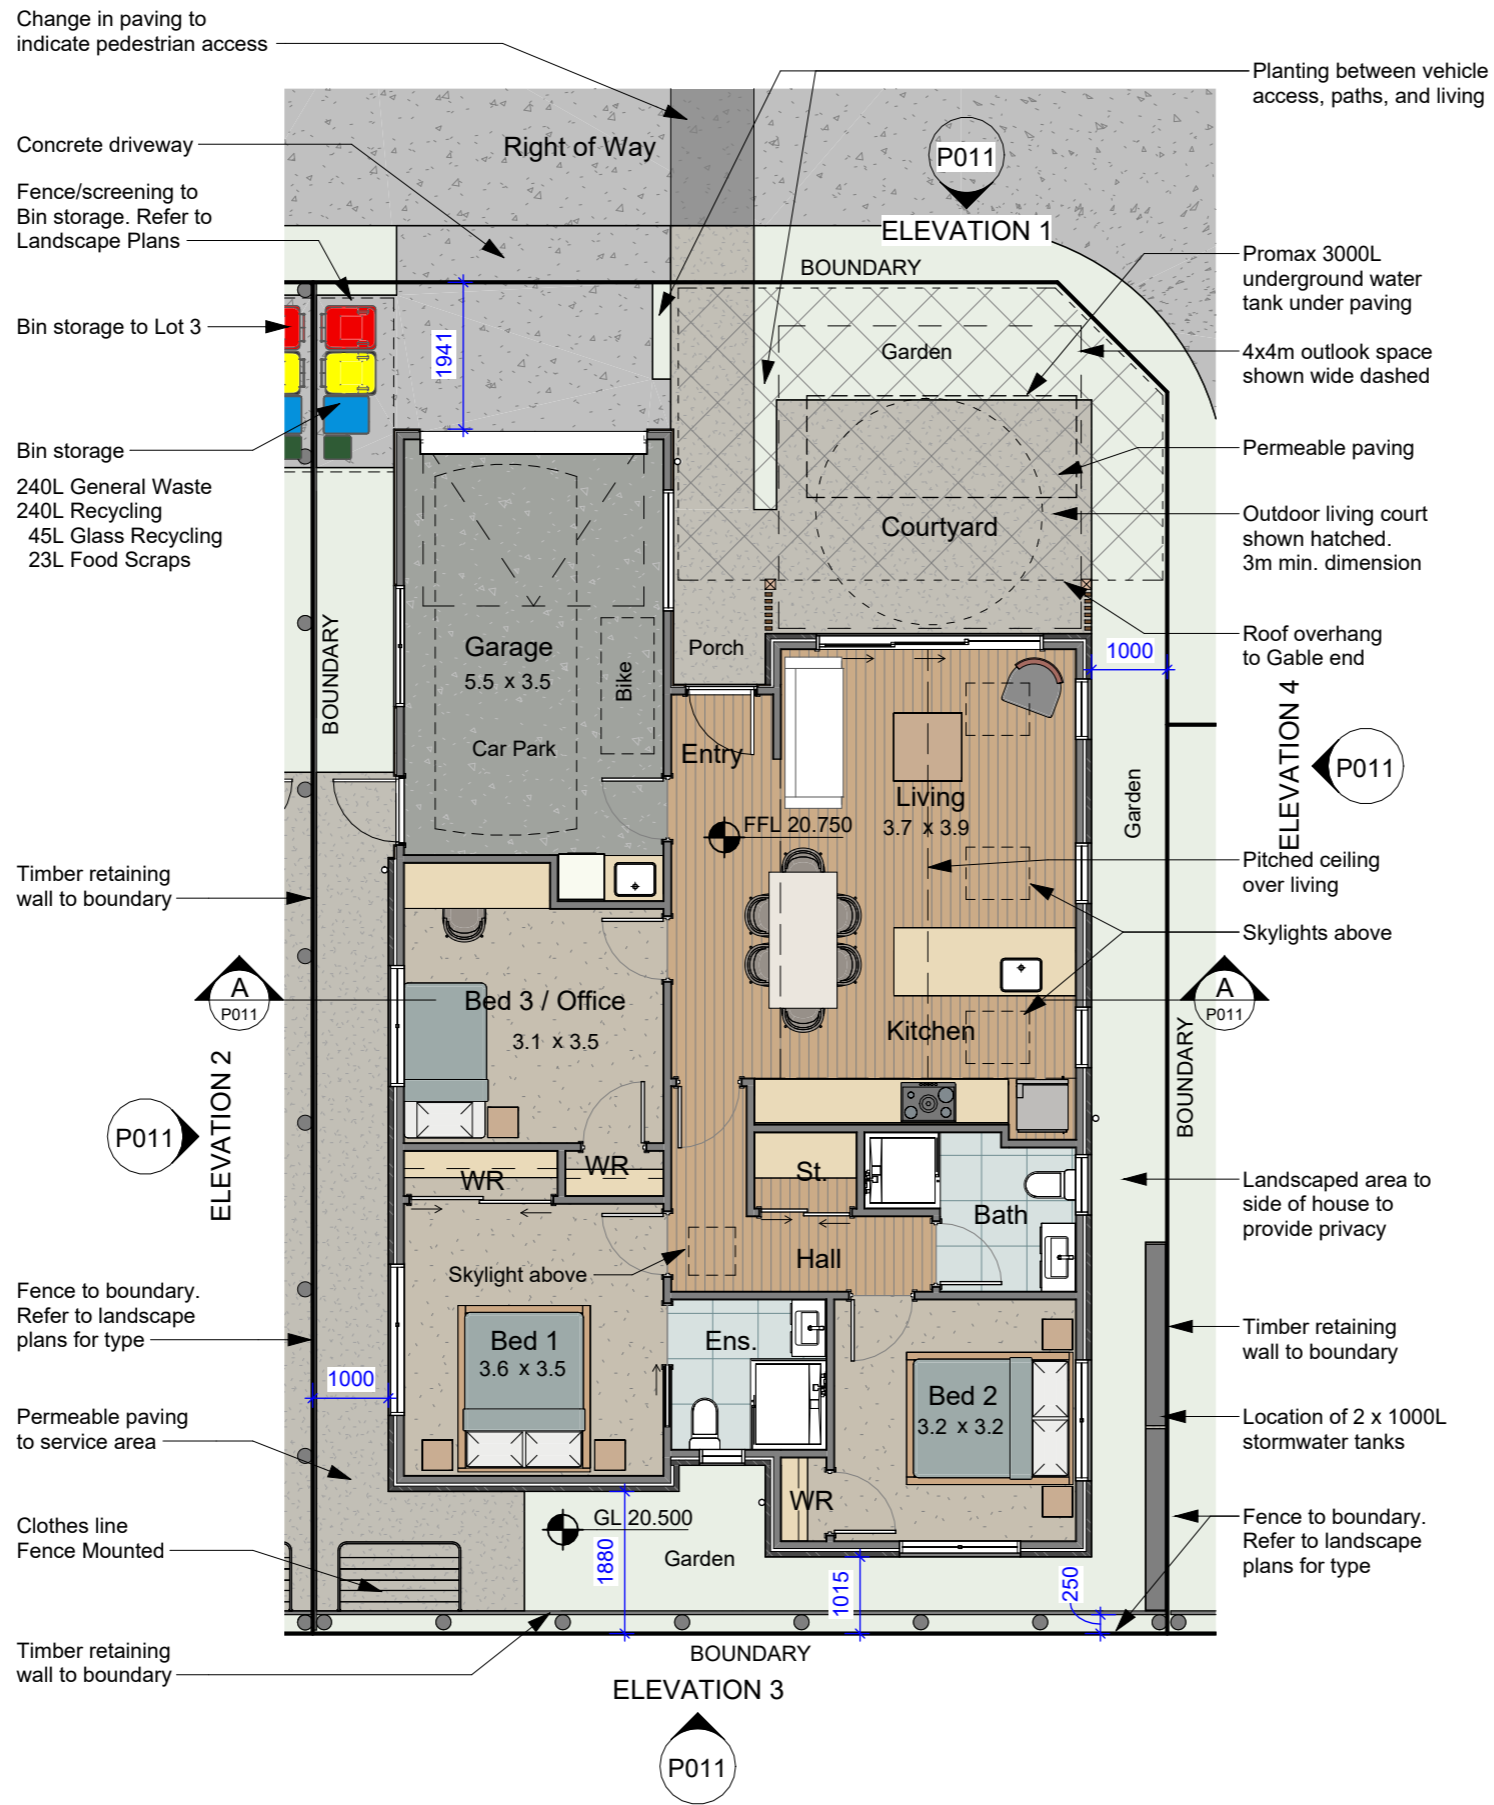 Change in paving to
indicate pedestrian access
Planting between vehicle
access, paths, and living
Concrete driveway
Right of Way
P011
ELEVATION 1
BOUNDARY
Fence/screening to
Bin storage. Refer to
Landscape Plans
Promax 3000L
underground water
tank under paving
Bin storage to Lot 3
1941
Garden
4x4m outlook space
shown wide dashed
Bin storage
240L General Waste
240L Recycling
45L Glass Recycling
23L Food Scraps
Permeable paving
Courtyard
Outdoor living court
shown hatched.
3m min. dimension
BOUNDARY
Garage
5.5 x 3.5
Bike
Car Park
Porch
Roof overhang
to Gable end
1000
ELEVATION 4
P011
Entry
Living
3.7 x 3.9
FFL 20.750
Garden
Pitched ceiling
over living
Timber retaining
wall to boundary
Skylights above
A
P011
Bed 3 / Office
3.1 x 3.5
Kitchen
A
P011
ELEVATION 2
P011
BOUNDARY
WR
WR
St.
Bath
Landscaped area to
side of house to
provide privacy
Hall
Skylight above
Fence to boundary.
Refer to landscape
plans for type
Bed 1
3.6 x 3.5
Ens.
Timber retaining
wall to boundary
1000
Bed 2
3.2 x 3.2
Permeable paving
to service area
Location of 2 x 1000L
stormwater tanks
WR
GL 20.500
Clothes line
Fence Mounted
Garden
1880
1015
250
Fence to boundary.
Refer to landscape
plans for type
Timber retaining
wall to boundary
BOUNDARY
ELEVATION 3
P011